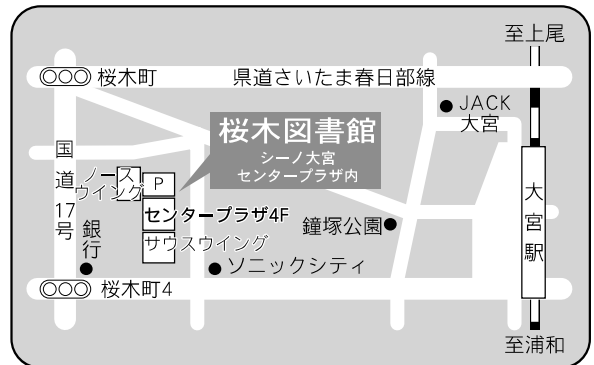 至上尾
桜木町
県道さいたま春日部線
JACK
大宮
桜木図書館
シーノ大宮
センタープラザ内
国道17号
ノース
ウイング
P
センタープラザ4F
サウスウイング
銀行
鐘塚公園
大宮駅
ソニックシティ
桜木町4
至浦和